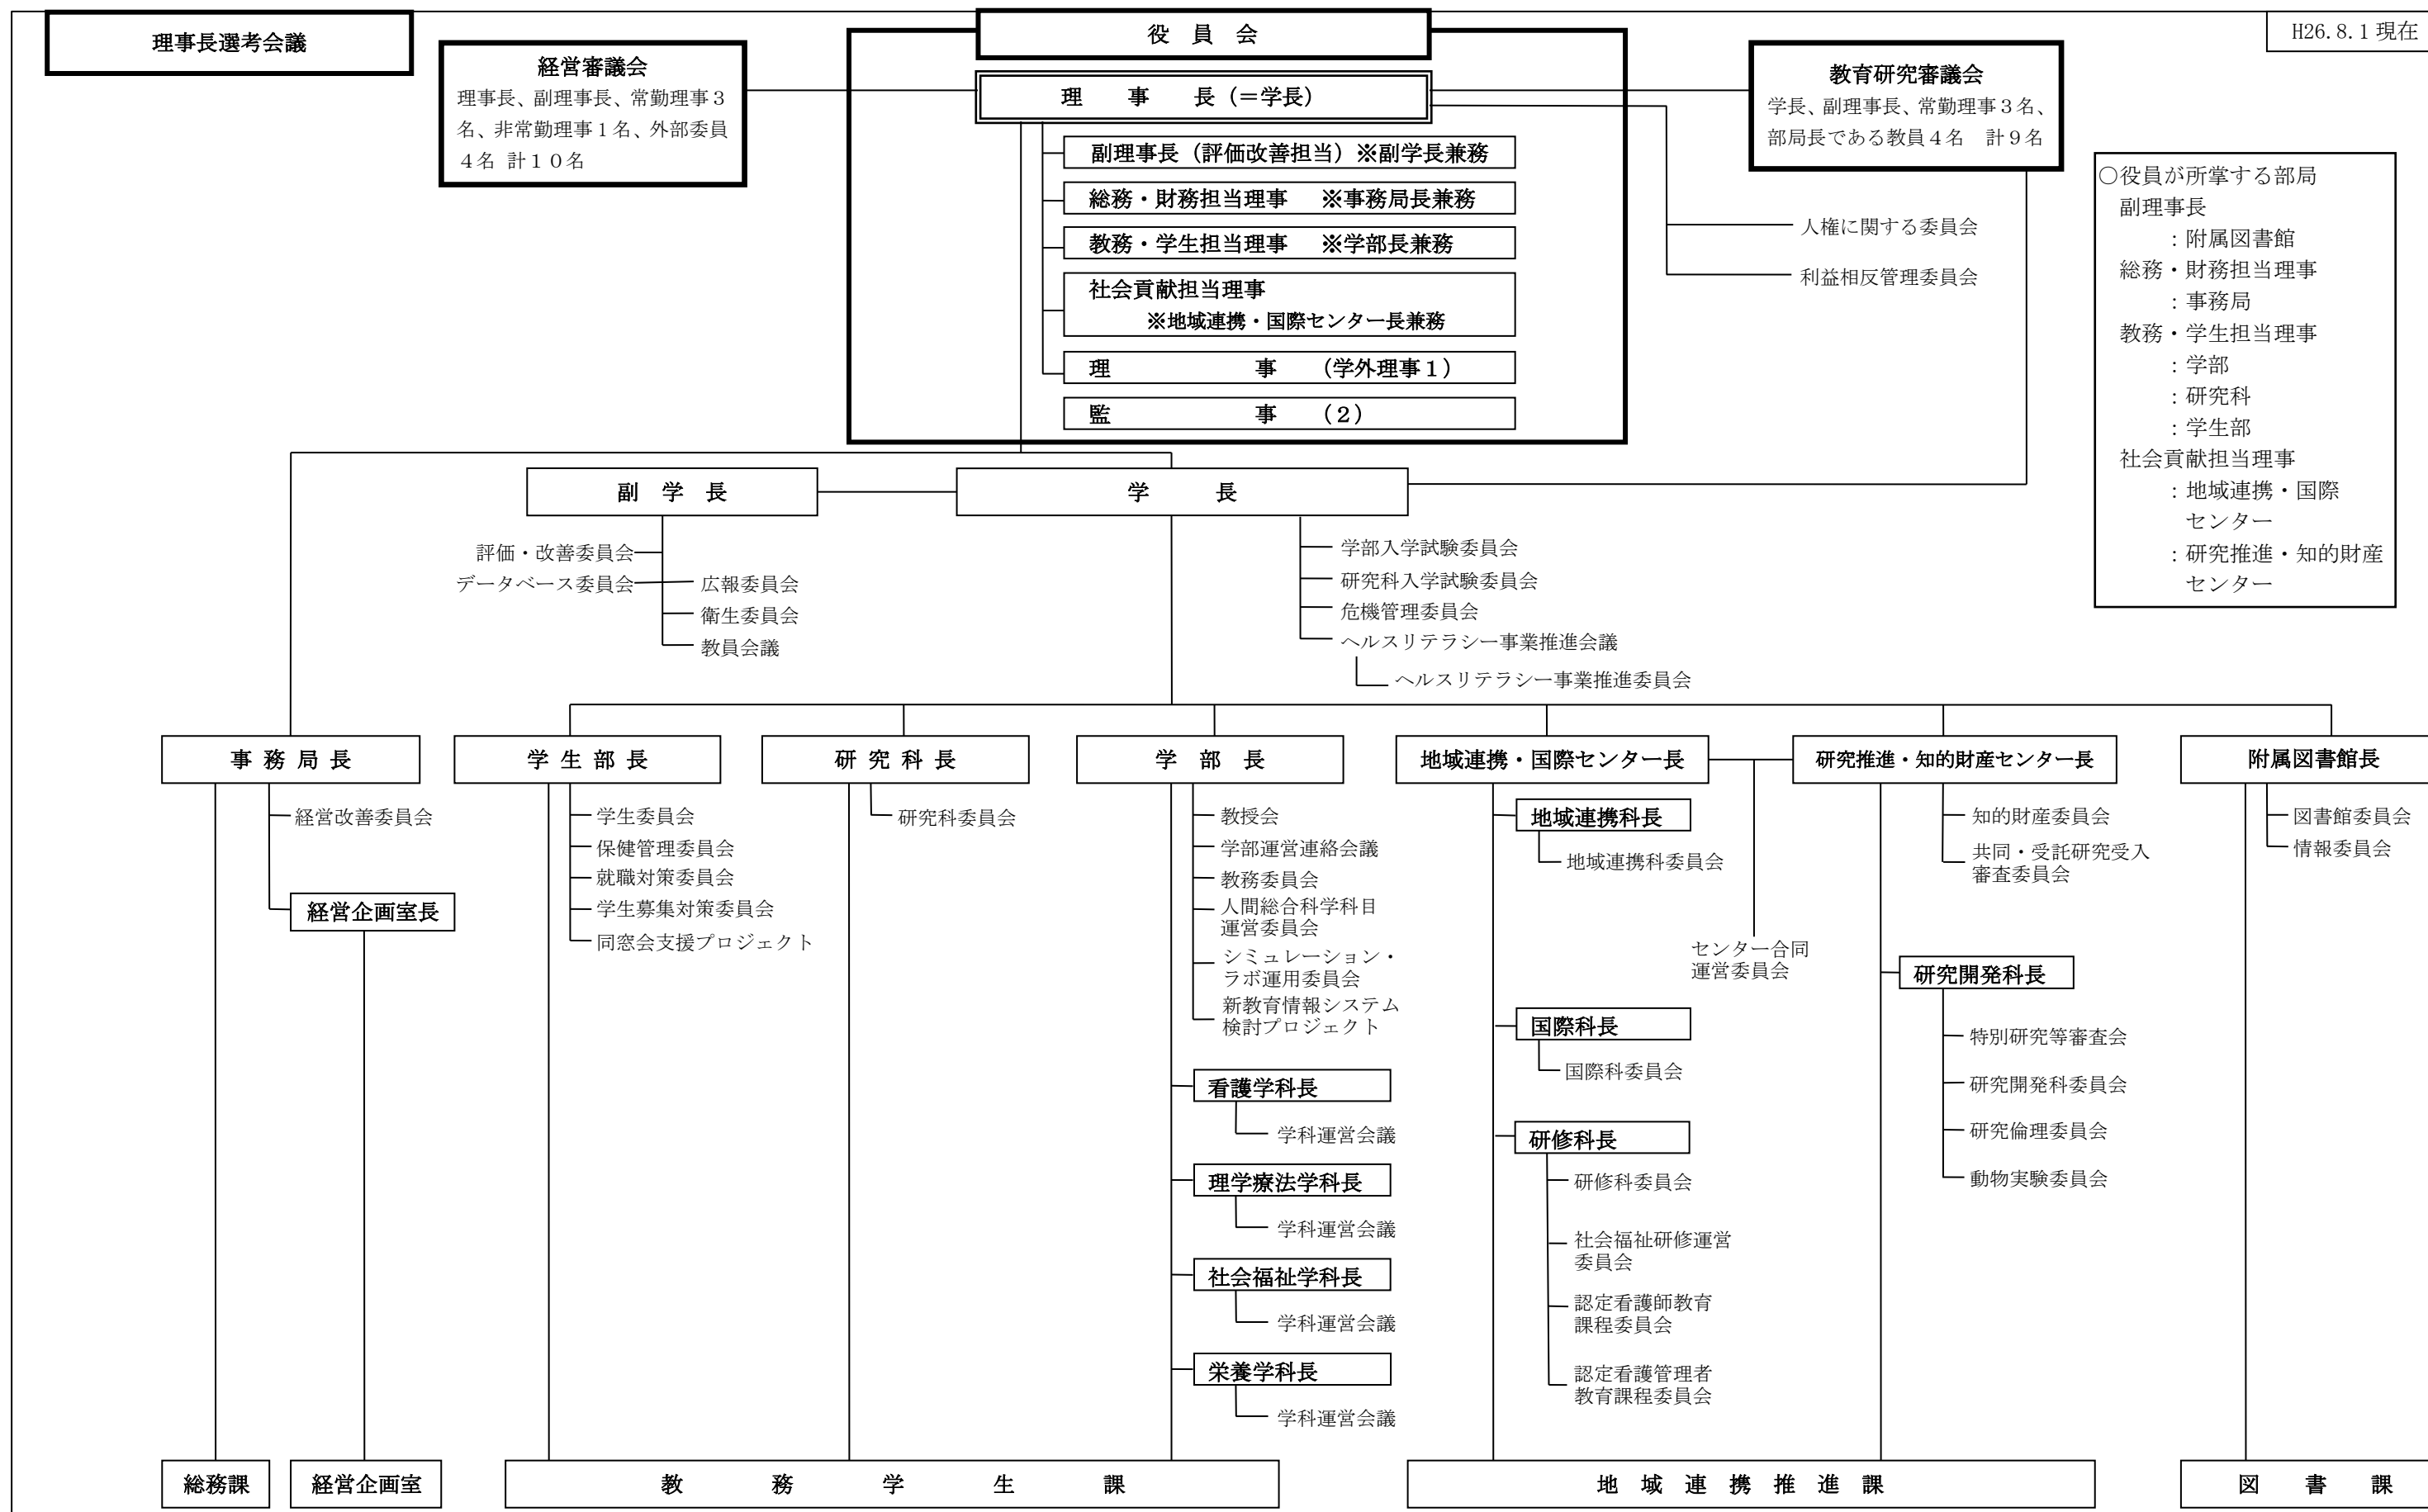 理事長選考会議
役　員　会
H26.8.1現在
経営審議会
理事長、副理事長、常勤理事３
名、非常勤理事１名、外部委員
４名 計１０名
理　事　長（＝学長）
教育研究審議会
学長、副理事長、常勤理事３名、
部局長である教員４名　計９名
副理事長（評価改善担当）※副学長兼務
総務・財務担当理事　※事務局長兼務
教務・学生担当理事　※学部長兼務
社会貢献担当理事
※地域連携・国際センター長兼務
理　事　（学外理事１）
監　事　（２）
人権に関する委員会
利益相反管理委員会
○役員が所掌する部局
副理事長
：附属図書館
総務・財務担当理事
：事務局
教務・学生担当理事
：学部
：研究科
：学生部
社会貢献担当理事
：地域連携・国際
センター
：研究推進・知的財産
センター
副　学　長
学　長
評価・改善委員会
データベース委員会
広報委員会
衛生委員会
教員会議
学部入学試験委員会
研究科入学試験委員会
危機管理委員会
ヘルスリテラシー事業推進会議
ヘルスリテラシー事業推進委員会
事 務 局 長
経営改善委員会
経営企画室長
学 生 部 長
学生委員会
保健管理委員会
就職対策委員会
学生募集対策委員会
同窓会支援プロジェクト
研 究 科 長
研究科委員会
学　部　長
教授会
学部運営連絡会議
教務委員会
人間総合科学科目
運営委員会
シミュレーション・
ラボ運用委員会
新教育情報システム
検討プロジェクト
看護学科長
学科運営会議
理学療法学科長
学科運営会議
社会福祉学科長
学科運営会議
栄養学科長
学科運営会議
地域連携・国際センター長
地域連携科長
地域連携科委員会
国際科長
国際科委員会
研修科長
研修科委員会
社会福祉研修運営
委員会
認定看護師教育
課程委員会
認定看護管理者
教育課程委員会
センター合同
運営委員会
研究推進・知的財産センター長
知的財産委員会
共同・受託研究受入
審査委員会
研究開発科長
特別研究等審査会
研究開発科委員会
研究倫理委員会
動物実験委員会
附属図書館長
図書館委員会
情報委員会
総務課
経営企画室
教　務　学　生　課
地　域　連　携　推　進　課
図　書　課